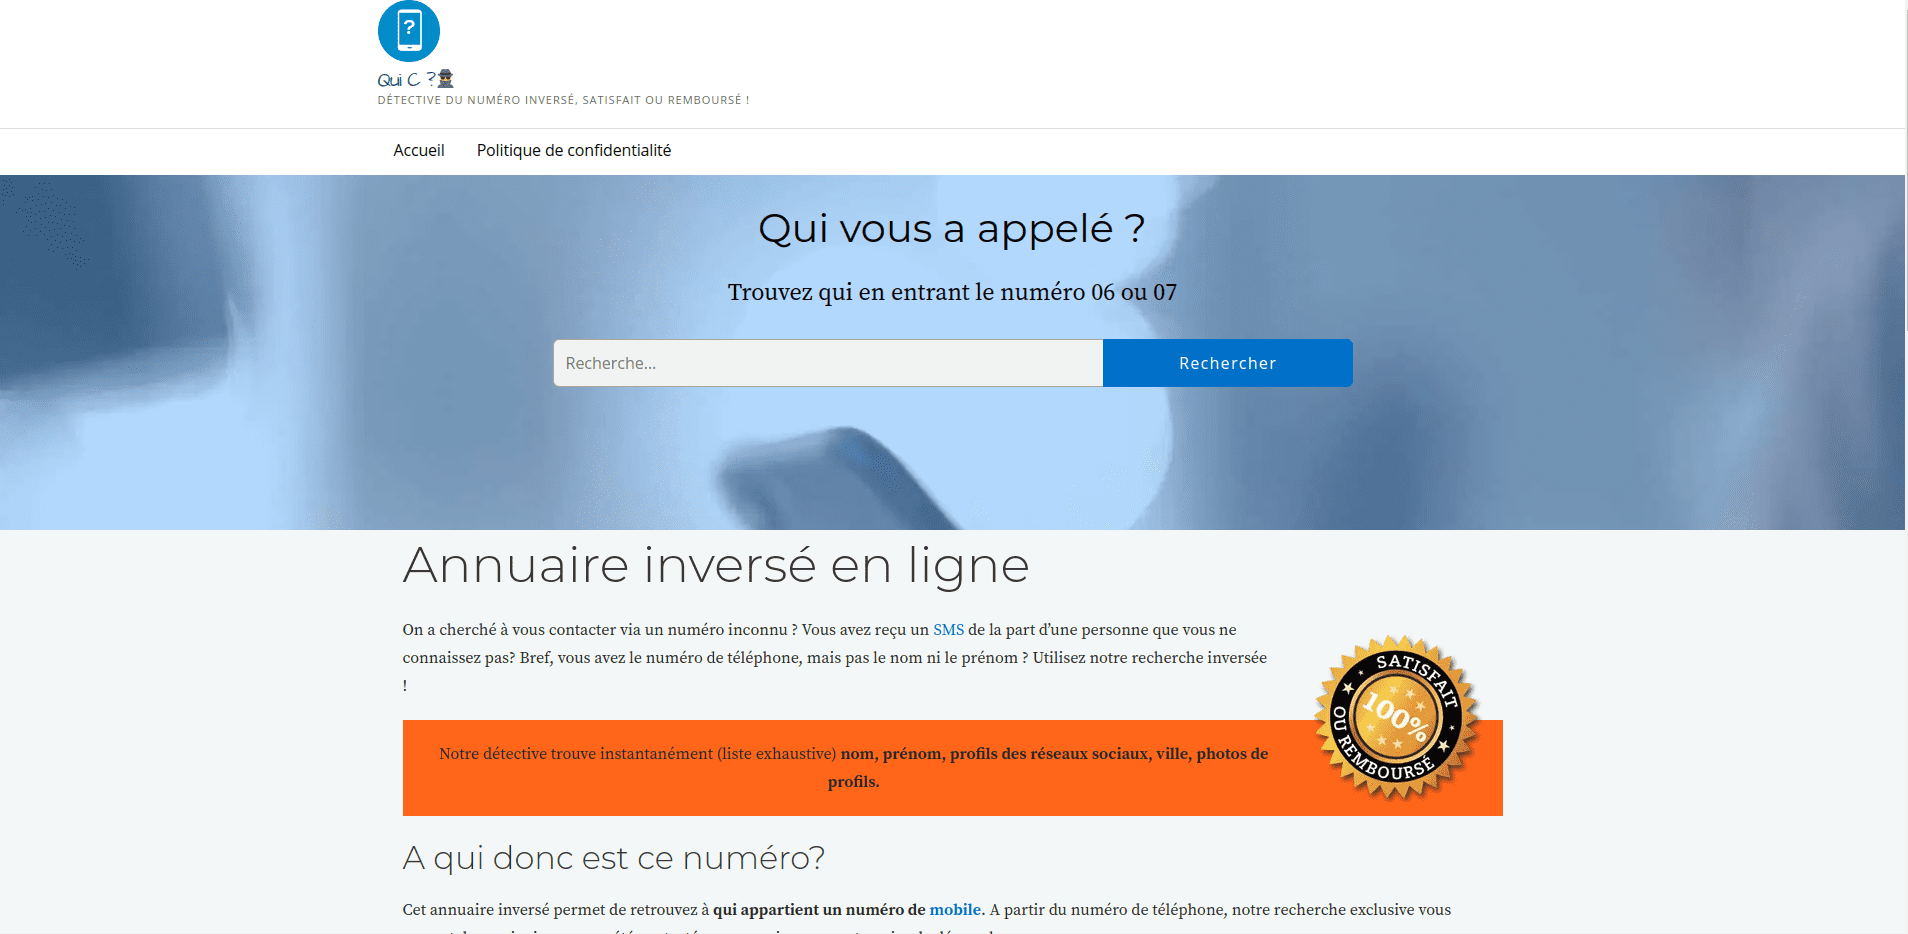 ?
Qui C ?
DÉTECTIVE DU NUMÉRO INVERSÉ, SATISFAIT OU REMBOURSÉ !
Accueil
Politique de confidentialité
Qui vous a appelé ?
Trouvez qui en entrant le numéro 06 ou 07
Recherche...
Rechercher
Annuaire inversé en ligne
On a cherché à vous contacter via un numéro inconnu ? Vous avez reçu un SMS de la part d’une personne que vous ne
connaissez pas? Bref, vous avez le numéro de téléphone, mais pas le nom ni le prénom ? Utilisez notre recherche inversée
!
SATISFAIT
100%
OU REMBOURSÉ
Notre détective trouve instantanément (liste exhaustive) nom, prénom, profils des réseaux sociaux, ville, photos de
profils.
A qui donc est ce numéro?
Cet annuaire inversé permet de retrouvez à qui appartient un numéro de mobile. A partir du numéro de téléphone, notre recherche exclusive vous